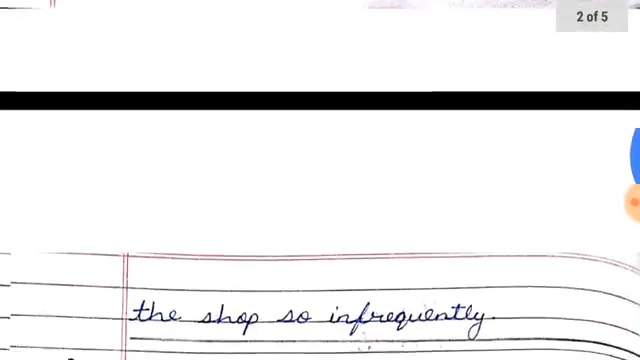 2 of 5
the shop so infrequently.